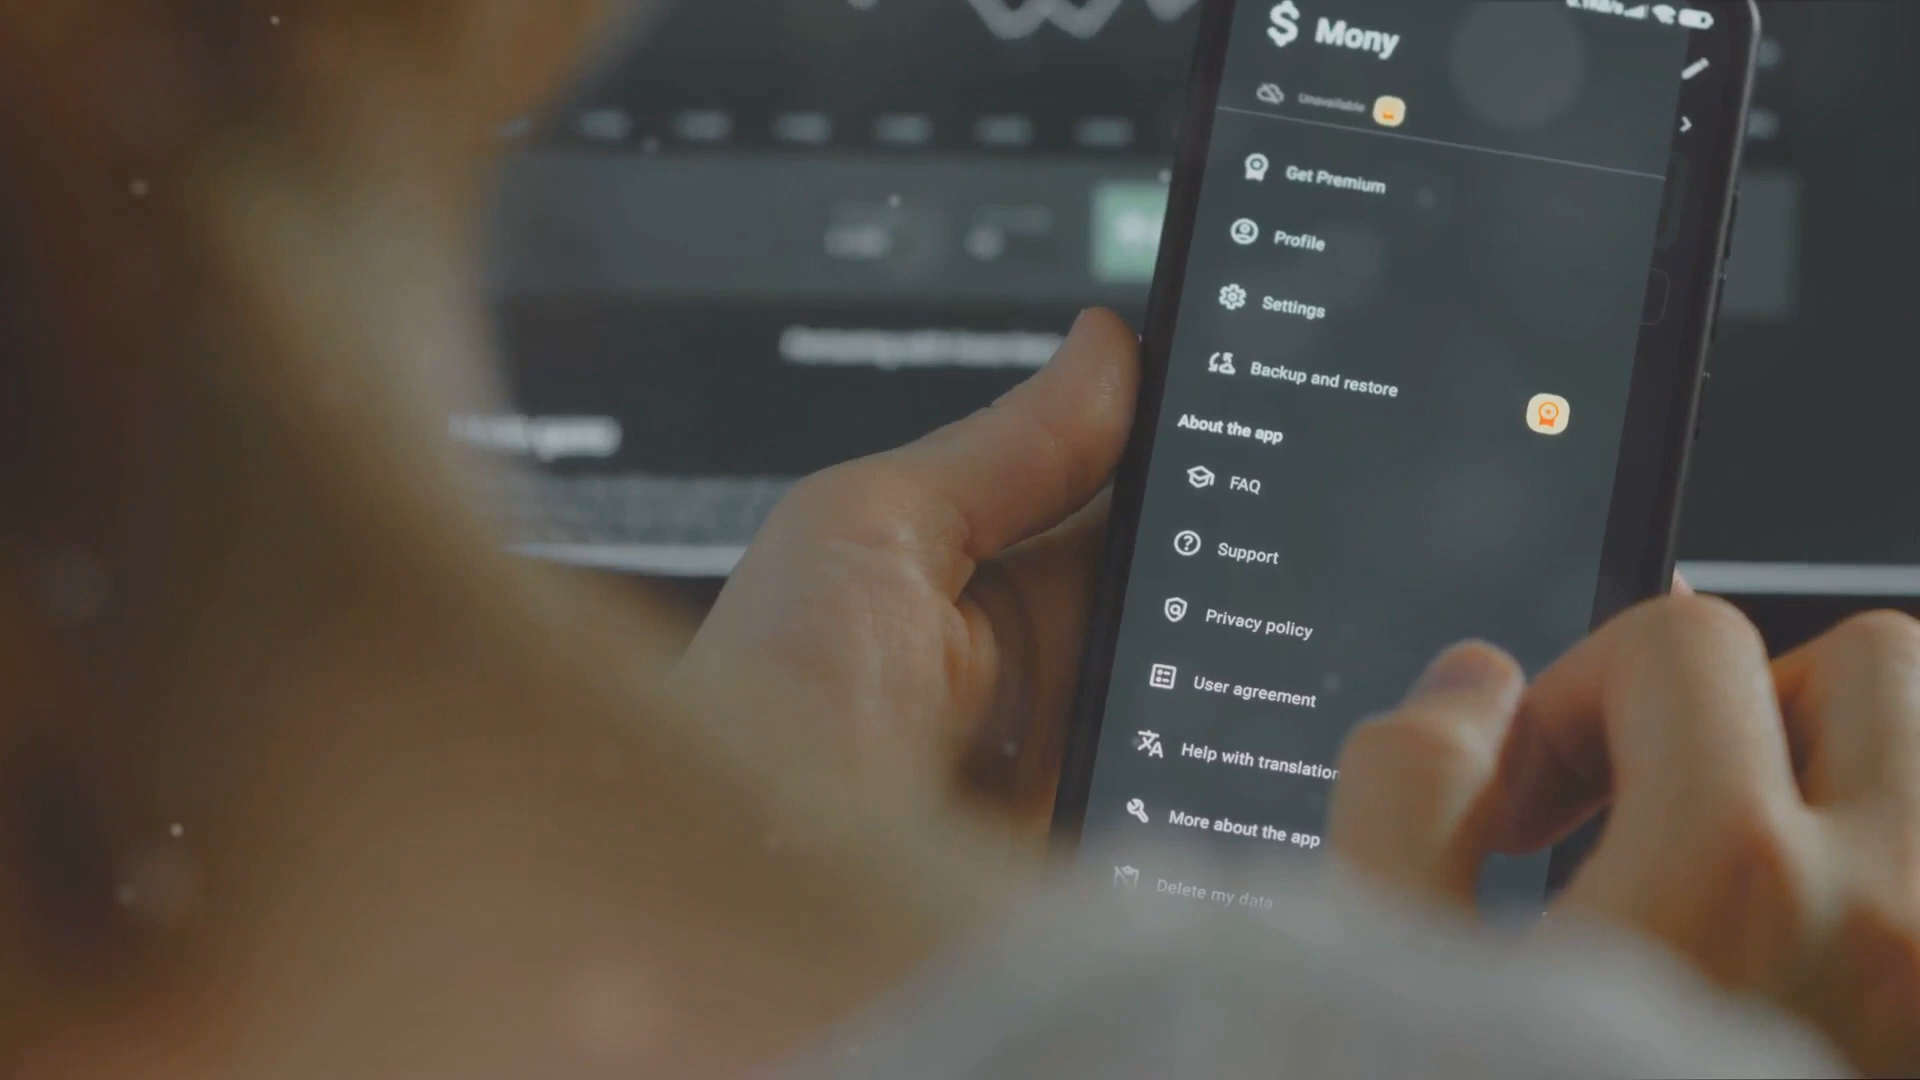 $ Mony
Unavailable
Get Premium
Profile
Settings
Backup and restore
About the app
FAQ
Support
Privacy policy
User agreement
Help with translation
More about the app
Delete my data